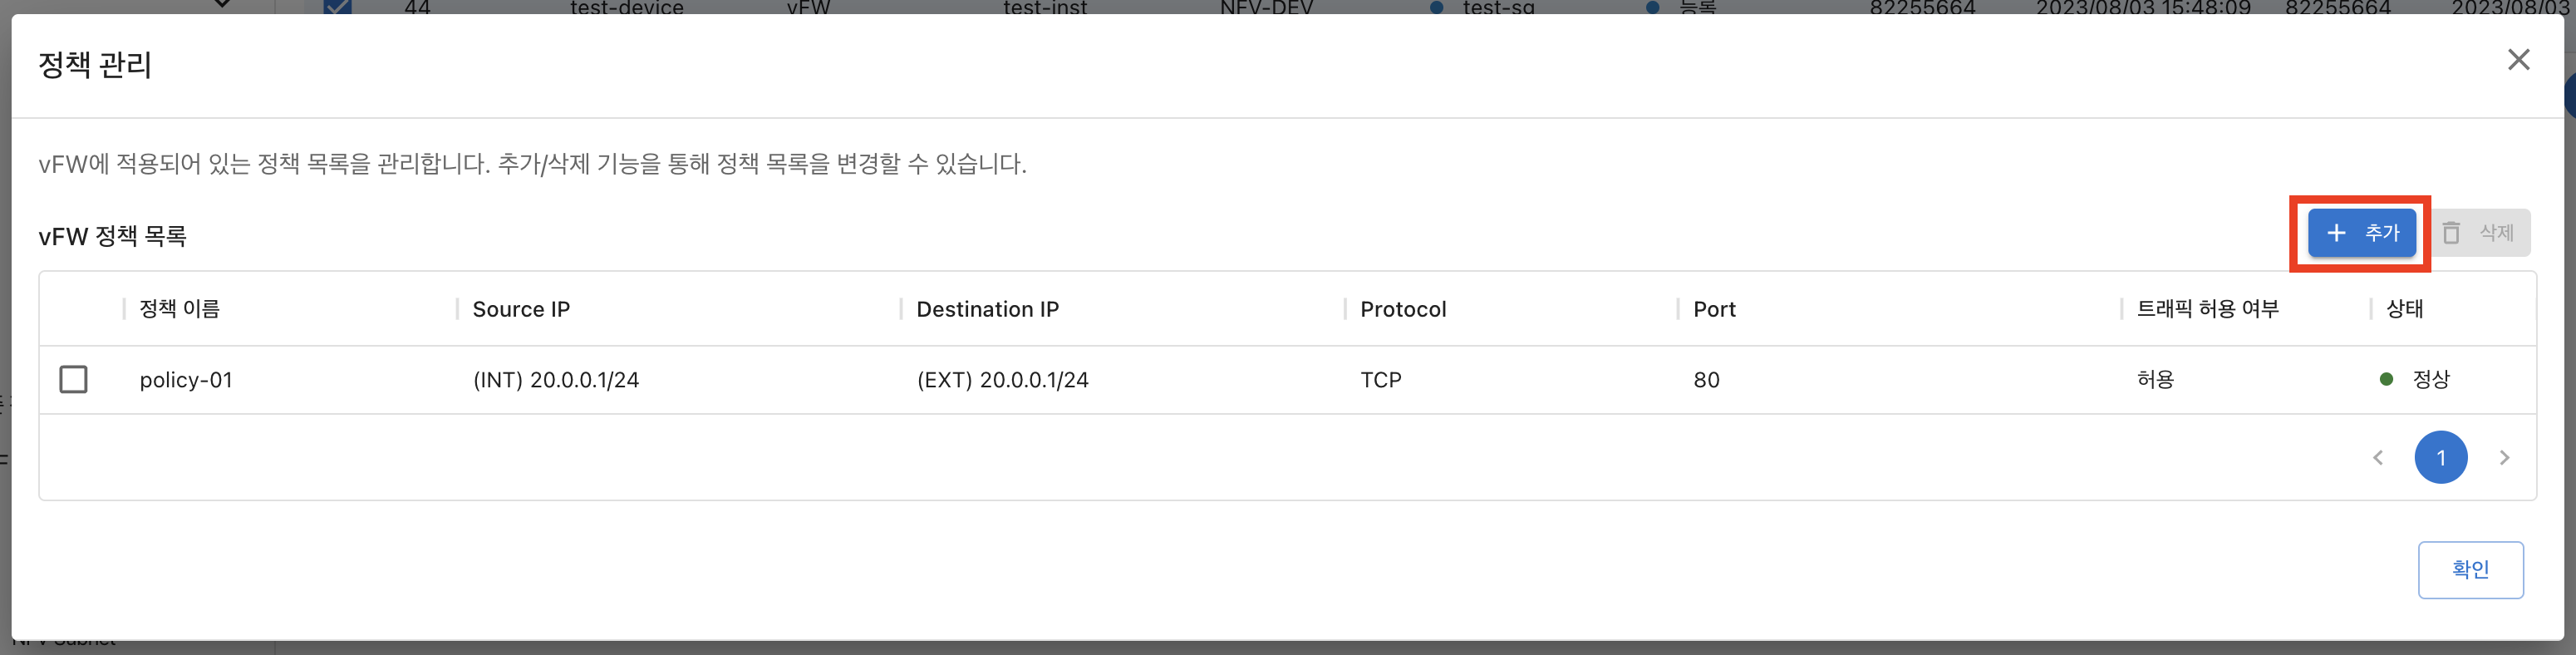 44 test-device vFW test-inst NFV-DEV test-sg 등록 82255664 2023/08/03 15:48:09 82255664 2023/08/03
정책 관리
vFW에 적용되어 있는 정책 목록을 관리합니다. 추가/삭제 기능을 통해 정책 목록을 변경할 수 있습니다.
vFW 정책 목록
추가 삭제
정책 이름 Source IP Destination IP Protocol Port 트래픽 허용 여부 상태
policy-01 (INT) 20.0.0.1/24 (EXT) 20.0.0.1/24 TCP 80 허용 정상
1
확인
NFV Subnet